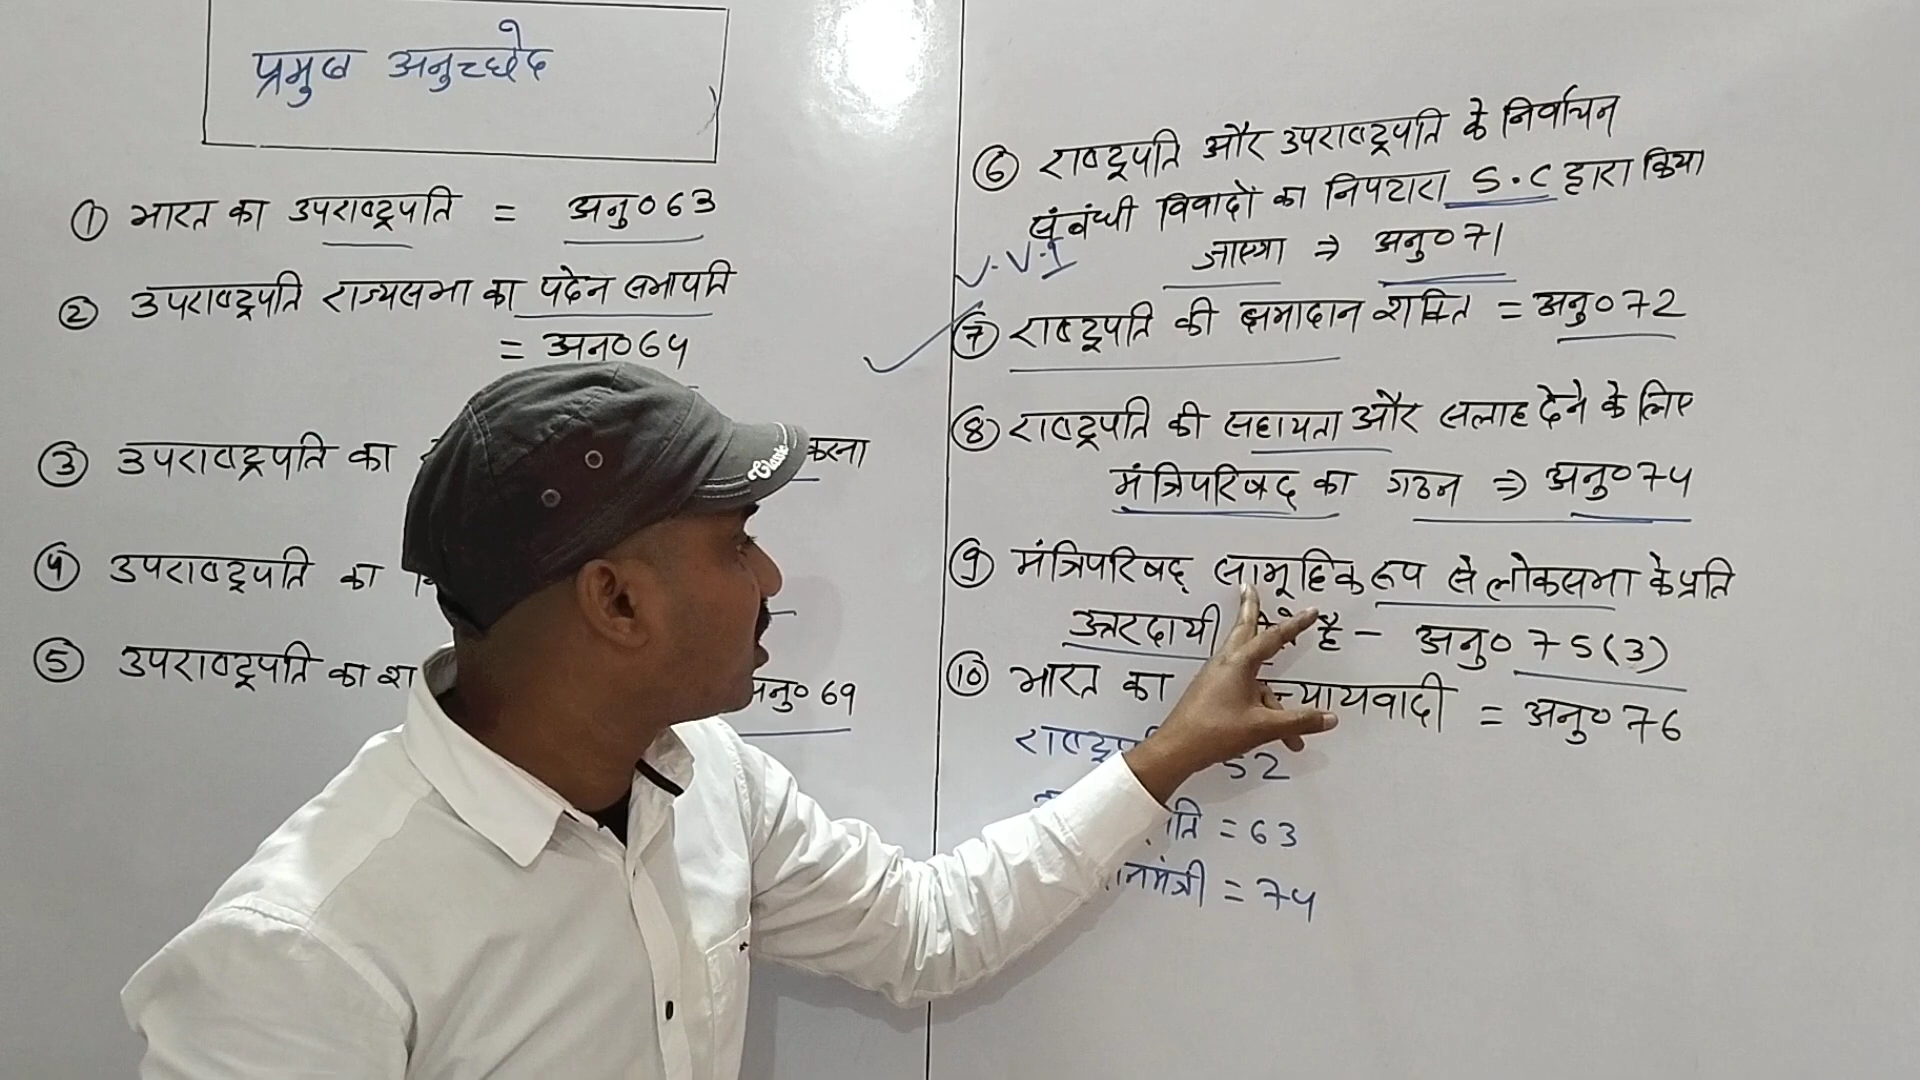 प्रमुख अनुच्छेद
① भारत का उपराष्ट्रपति = अनु० 63
② उपराष्ट्रपति राज्यसभा का पदेन सभापति
= अनु० 64
③ उपराष्ट्रपति का करना
④ उपराष्ट्रपति का
⑤ उपराष्ट्रपति का अनु० 69
⑥ राष्ट्रपति और उपराष्ट्रपति के निर्वाचन
संबंधी विवादों का निपटारा S.C द्वारा किया
जाएगा ⇒ अनु० 71
V.V.I
⑦ राष्ट्रपति की क्षमादान शक्ति = अनु० 72
⑧ राष्ट्रपति की सहायता और सलाह देने के लिए
मंत्रिपरिषद् का गठन ⇒ अनु० 74
⑨ मंत्रिपरिषद् सामूहिक रूप से लोकसभा के प्रति
उत्तरदायी है - अनु० 75(3)
⑩ भारत का न्यायवादी = अनु० 76
52
= 63
= 74
Classic